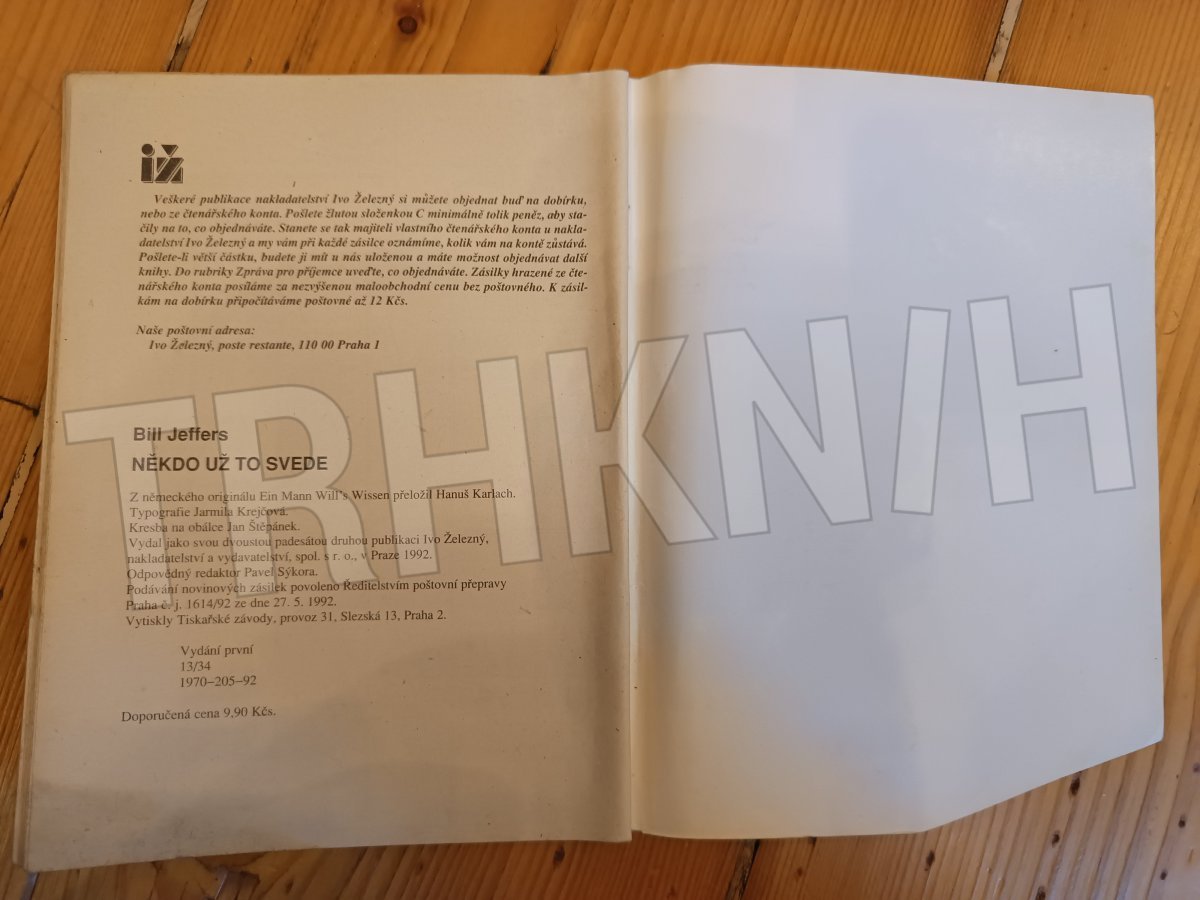 iž
Veškeré publikace nakladatelství Ivo Železný si můžete objednat buď na dobírku,
nebo ze čtenářského konta. Pošlete žlutou složenkou C minimálně tolik peněz, aby sta-
čily na to, co objednáváte. Stanete se tak majiteli vlastního čtenářského konta u nakla-
datelství Ivo Železný a my vám při každé zásilce oznámíme, kolik vám na kontě zůstává.
Pošlete-li větší částku, budete ji mít u nás uloženou a máte možnost objednávat další
knihy. Do rubriky Zpráva pro příjemce uveďte, co objednáváte. Zásilky hrazené ze čte-
nářského konta posíláme za nezvýšenou maloobchodní cenu bez poštovného. K zásil-
kám na dobírku připočítáváme poštovné až 12 Kčs.
Naše poštovní adresa:
Ivo Železný, poste restante, 110 00 Praha 1
TRHKNIH
Bill Jeffers
NĚKDO UŽ TO SVEDE
Z německého originálu Ein Mann Will's Wissen přeložil Hanuš Karlach.
Typografie Jarmila Krejčová.
Kresba na obálce Jan Štěpánek.
Vydal jako svou dvoustou padesátou druhou publikaci Ivo Železný,
nakladatelství a vydavatelství, spol. s r. o., v Praze 1992.
Odpovědný redaktor Pavel Sýkora.
Podávání novinových zásilek povoleno Ředitelstvím poštovní přepravy
Praha č. j. 1614/92 ze dne 27. 5. 1992.
Vytiskly Tiskařské závody, provoz 31, Slezská 13, Praha 2.
Vydání první
13/34
1970–205–92
Doporučená cena 9,90 Kčs.